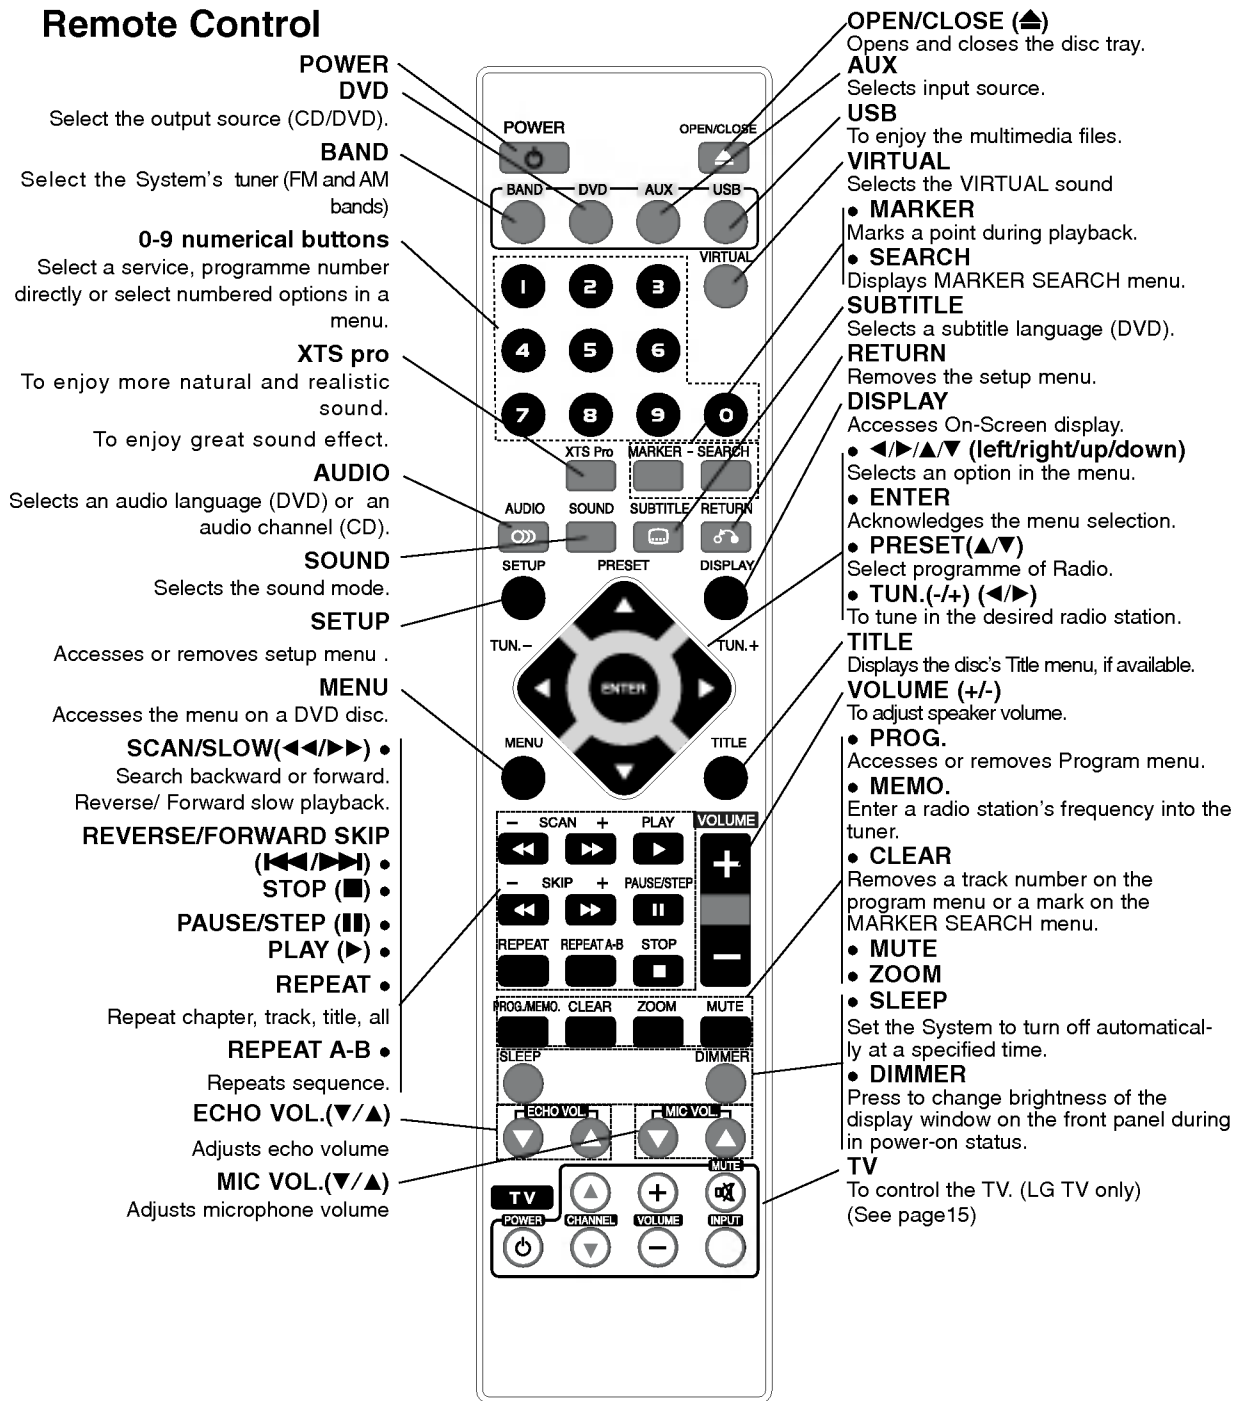 Remote Control
POWER
DVD
Select the output source (CD/DVD).
BAND
Select the System's tuner (FM and AM
bands)
0-9 numerical buttons
Select a service, programme number
directly or select numbered options in a
menu.
XTS pro
To enjoy more natural and realistic
sound.
To enjoy great sound effect.
AUDIO
Selects an audio language (DVD) or an
audio channel (CD).
SOUND
Selects the sound mode.
SETUP
Accesses or removes setup menu .
MENU
Accesses the menu on a DVD disc.
SCAN/SLOW(◄◄/►►) ●
Search backward or forward.
Reverse/ Forward slow playback.
REVERSE/FORWARD SKIP
(I◄◄/►►I) ●
STOP (■) ●
PAUSE/STEP (II) ●
PLAY (►) ●
REPEAT ●
Repeat chapter, track, title, all
REPEAT A-B ●
Repeats sequence.
ECHO VOL.(▼/▲)
Adjusts echo volume
MIC VOL.(▼/▲)
Adjusts microphone volume
POWER OPEN/CLOSE
BAND DVD AUX USB
VIRTUAL
1 2 3
4 5 6
7 8 9 0
XTS Pro MARKER - SEARCH
AUDIO SOUND SUBTITLE RETURN
SETUP PRESET DISPLAY
TUN.- TUN.+
ENTER
MENU TITLE
- SCAN + PLAY VOLUME
+
- SKIP + PAUSE/STEP
−
REPEAT REPEAT A-B STOP
PROG./MEMO. CLEAR ZOOM MUTE
SLEEP DIMMER
ECHO VOL. MIC VOL.
MUTE
TV +
POWER CHANNEL VOLUME INPUT
−
OPEN/CLOSE (⏏)
Opens and closes the disc tray.
AUX
Selects input source.
USB
To enjoy the multimedia files.
VIRTUAL
Selects the VIRTUAL sound
● MARKER
Marks a point during playback.
● SEARCH
Displays MARKER SEARCH menu.
SUBTITLE
Selects a subtitle language (DVD).
RETURN
Removes the setup menu.
DISPLAY
Accesses On-Screen display.
● ◄/►/▲/▼ (left/right/up/down)
Selects an option in the menu.
● ENTER
Acknowledges the menu selection.
● PRESET(▲/▼)
Select programme of Radio.
● TUN.(-/+) (◄/►)
To tune in the desired radio station.
TITLE
Displays the disc's Title menu, if available.
VOLUME (+/-)
To adjust speaker volume.
● PROG.
Accesses or removes Program menu.
● MEMO.
Enter a radio station's frequency into the
tuner.
● CLEAR
Removes a track number on the
program menu or a mark on the
MARKER SEARCH menu.
● MUTE
● ZOOM
● SLEEP
Set the System to turn off automatical-
ly at a specified time.
● DIMMER
Press to change brightness of the
display window on the front panel during
in power-on status.
TV
To control the TV. (LG TV only)
(See page15)